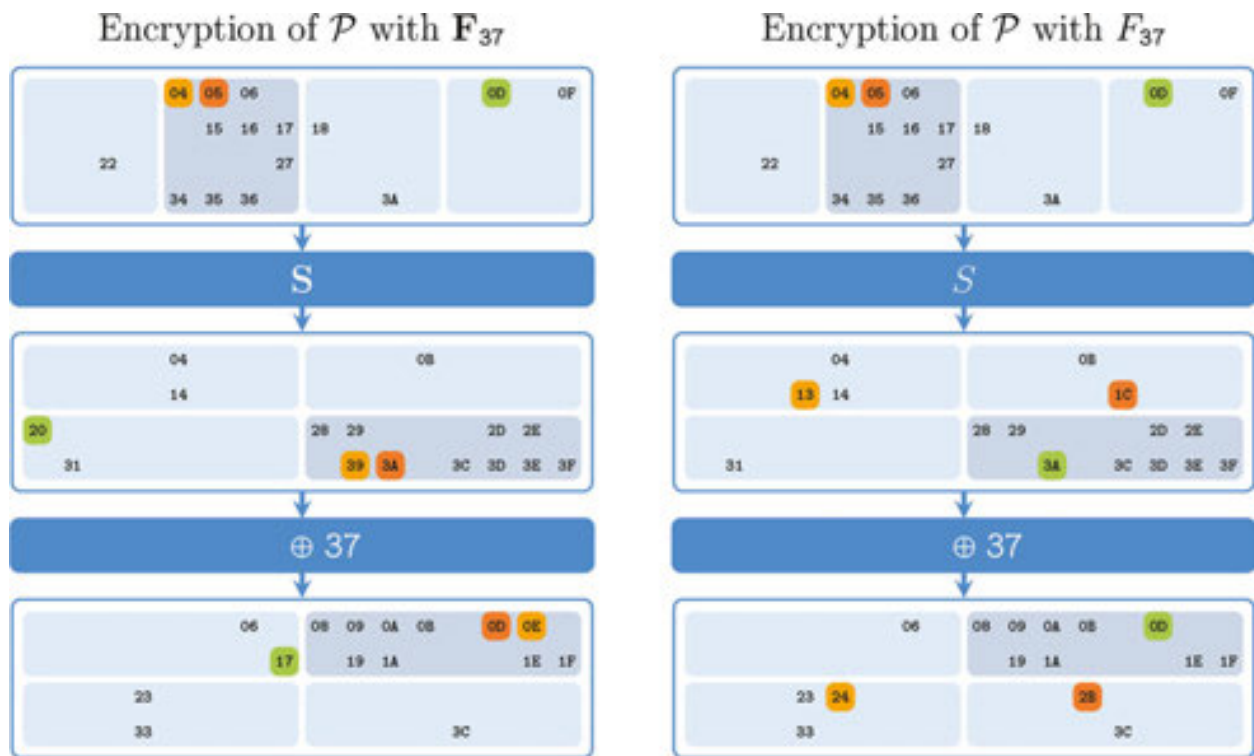 Encryption of 𝒫 with F₃₇
04 05 06 0D 0F
15 16 17 18
22 27
34 35 36 3A
S
04 0B
14
20 28 29 2D 2E
31 39 3A 3C 3D 3E 3F
⊕ 37
06 08 09 0A 0B 0D 0E
17 19 1A 1E 1F
23
33 3C
Encryption of 𝒫 with F₃₇
04 05 06 0D 0F
15 16 17 18
22 27
34 35 36 3A
S
04 0B
13 14 1C
28 29 2D 2E
31 3A 3C 3D 3E 3F
⊕ 37
06 08 09 0A 0B 0D
19 1A 1E 1F
23 24 2B
33 3C